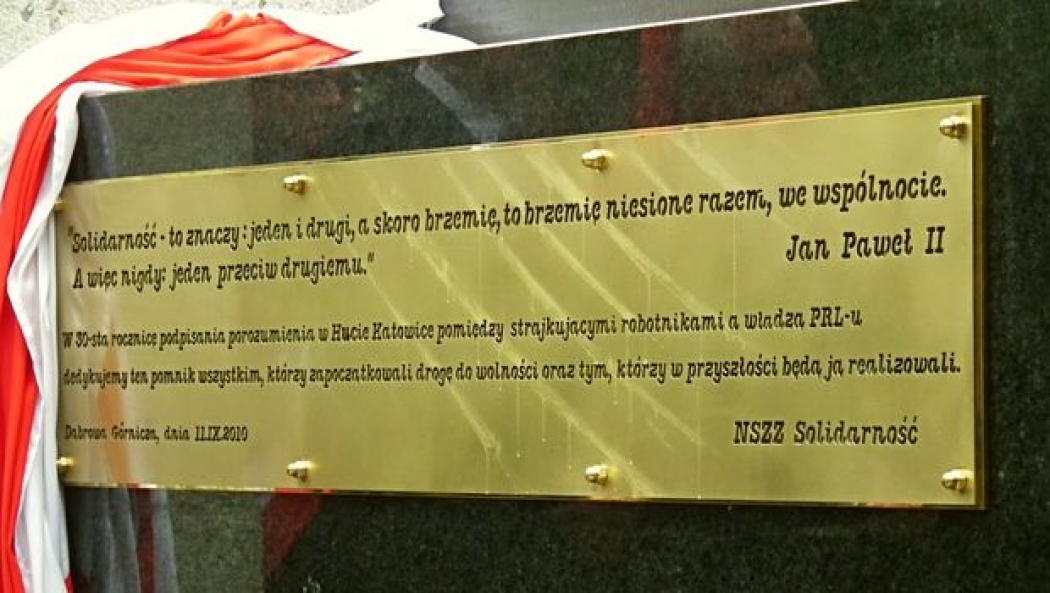 "Solidarność - to znaczy: jeden i drugi, a skoro brzemię, to brzemię niesione razem, we wspólnocie.
A więc nigdy: jeden przeciw drugiemu."
Jan Paweł II
W 30-stą rocznicę podpisania porozumienia w Hucie Katowice pomiędzy strajkującymi robotnikami a władzą PRL-u
dedykujemy ten pomnik wszystkim, którzy zapoczątkowali drogę do wolności oraz tym, którzy w przyszłości będą ją realizowali.
Dąbrowa Górnicza, dnia 11.IX.2010
NSZZ Solidarność